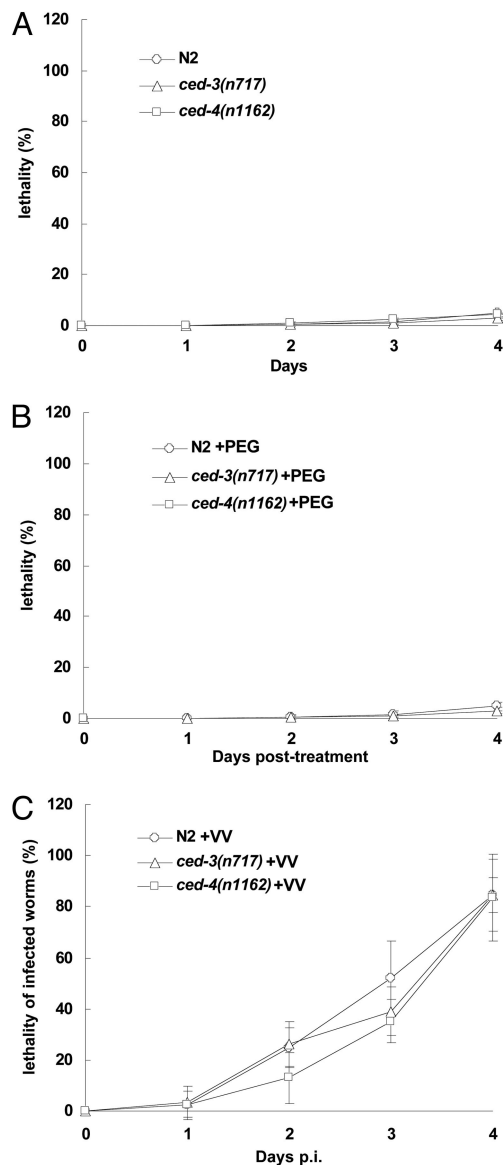 A
120
100
80
60
40
20
0
lethality (%)
N2
ced-3(n717)
ced-4(n1162)
0 1 2 3 4
Days
B
120
100
80
60
40
20
0
lethality (%)
N2 +PEG
ced-3(n717)+PEG
ced-4(n1162)+PEG
0 1 2 3 4
Days post-treatment
C
120
100
80
60
40
20
0
lethality of infected worms (%)
N2 +VV
ced-3(n717)+VV
ced-4(n1162)+VV
0 1 2 3 4
Days p.i.